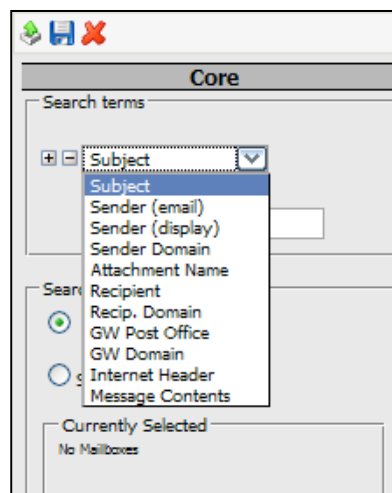 Core
Search terms
Subject
Subject
Sender (email)
Sender (display)
Sender Domain
Attachment Name
Recipient
Recip. Domain
GW Post Office
GW Domain
Internet Header
Message Contents
Currently Selected
No Mailboxes